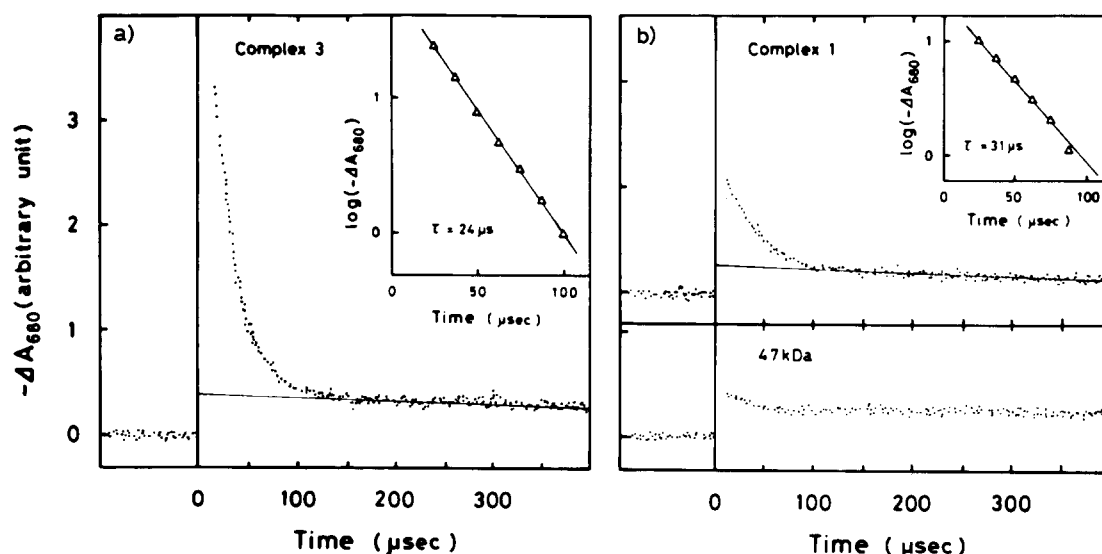 a)
Complex 3
-ΔA680 (arbitrary unit)
3
2
1
0
0 100 200 300
Time (μsec)
log(-ΔA680)
1
0
τ = 24 μs
0 50 100
Time (μsec)
b)
Complex 1
log(-ΔA680)
1
0
τ = 31 μs
0 50 100
Time (μsec)
47kDa
0 100 200 300
Time (μsec)